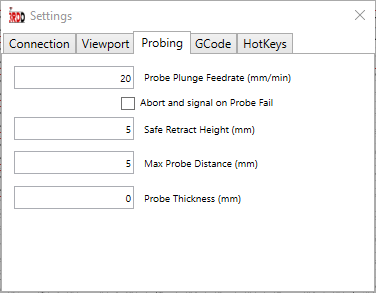 Settings
Connection Viewport Probing GCode HotKeys
20 Probe Plunge Feedrate (mm/min)
Abort and signal on Probe Fail
5 Safe Retract Height (mm)
5 Max Probe Distance (mm)
0 Probe Thickness (mm)